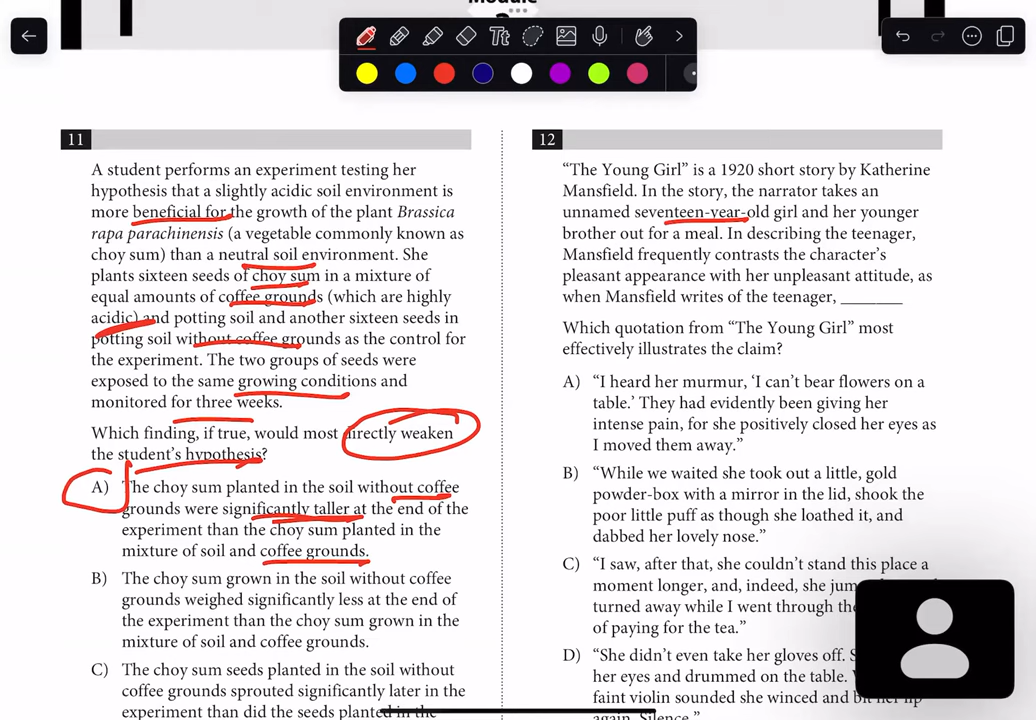 Module
Tt
11
A student performs an experiment testing her
hypothesis that a slightly acidic soil environment is
more beneficial for the growth of the plant Brassica
rapa parachinensis (a vegetable commonly known as
choy sum) than a neutral soil environment. She
plants sixteen seeds of choy sum in a mixture of
equal amounts of coffee grounds (which are highly
acidic) and potting soil and another sixteen seeds in
potting soil without coffee grounds as the control for
the experiment. The two groups of seeds were
exposed to the same growing conditions and
monitored for three weeks.
Which finding, if true, would most directly weaken
the student's hypothesis?
A) The choy sum planted in the soil without coffee
grounds were significantly taller at the end of the
experiment than the choy sum planted in the
mixture of soil and coffee grounds.
B) The choy sum grown in the soil without coffee
grounds weighed significantly less at the end of
the experiment than the choy sum grown in the
mixture of soil and coffee grounds.
C) The choy sum seeds planted in the soil without
coffee grounds sprouted significantly later in the
experiment than did the seeds planted in the
12
“The Young Girl” is a 1920 short story by Katherine
Mansfield. In the story, the narrator takes an
unnamed seventeen-year-old girl and her younger
brother out for a meal. In describing the teenager,
Mansfield frequently contrasts the character's
pleasant appearance with her unpleasant attitude, as
when Mansfield writes of the teenager, _______
Which quotation from “The Young Girl” most
effectively illustrates the claim?
A) “I heard her murmur, ‘I can't bear flowers on a
table.’ They had evidently been giving her
intense pain, for she positively closed her eyes as
I moved them away.”
B) “While we waited she took out a little, gold
powder-box with a mirror in the lid, shook the
poor little puff as though she loathed it, and
dabbed her lovely nose.”
C) “I saw, after that, she couldn't stand this place a
moment longer, and, indeed, she
turned away while I went through the
of paying for the tea.”
D) “She didn't even take her gloves off.
her eyes and drummed on the table.
faint violin sounded she winced and
again. Silence.”